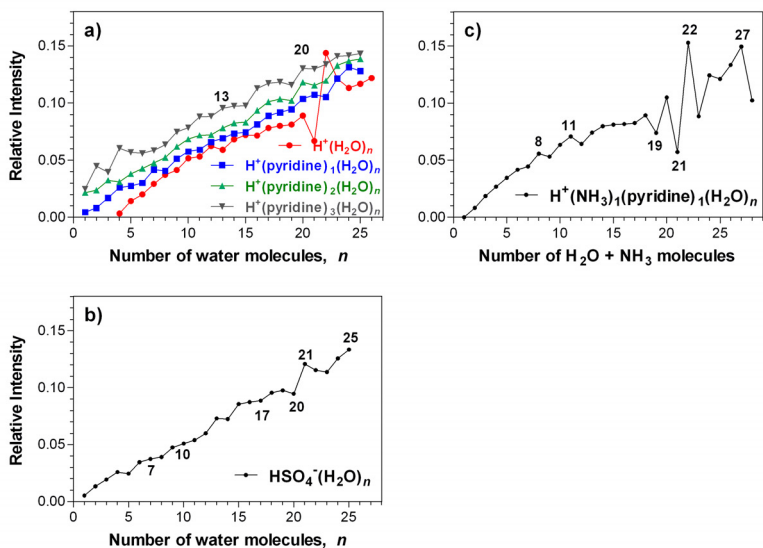 a)
20
13
0.15
0.10
0.05
0.00
Relative Intensity
H⁺(H₂O)n
H⁺(pyridine)₁(H₂O)n
H⁺(pyridine)₂(H₂O)n
H⁺(pyridine)₃(H₂O)n
0 5 10 15 20 25
Number of water molecules, n
c)
22
27
8
11
19
21
0.15
0.10
0.05
0.00
H⁺(NH3)₁(pyridine)₁(H₂O)n
0 5 10 15 20 25
Number of H₂O + NH₃ molecules
b)
25
21
20
17
10
7
0.15
0.10
0.05
0.00
Relative Intensity
HSO₄⁻(H₂O)n
0 5 10 15 20 25
Number of water molecules, n